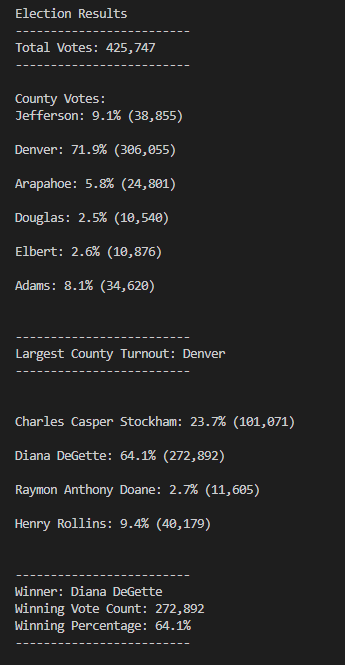 Election Results
-------------------------
Total Votes: 425,747
-------------------------
County Votes:
Jefferson: 9.1% (38,855)
Denver: 71.9% (306,055)
Arapahoe: 5.8% (24,801)
Douglas: 2.5% (10,540)
Elbert: 2.6% (10,876)
Adams: 8.1% (34,620)
-------------------------
Largest County Turnout: Denver
-------------------------
Charles Casper Stockham: 23.7% (101,071)
Diana DeGette: 64.1% (272,892)
Raymon Anthony Doane: 2.7% (11,605)
Henry Rollins: 9.4% (40,179)
-------------------------
Winner: Diana DeGette
Winning Vote Count: 272,892
Winning Percentage: 64.1%
-------------------------